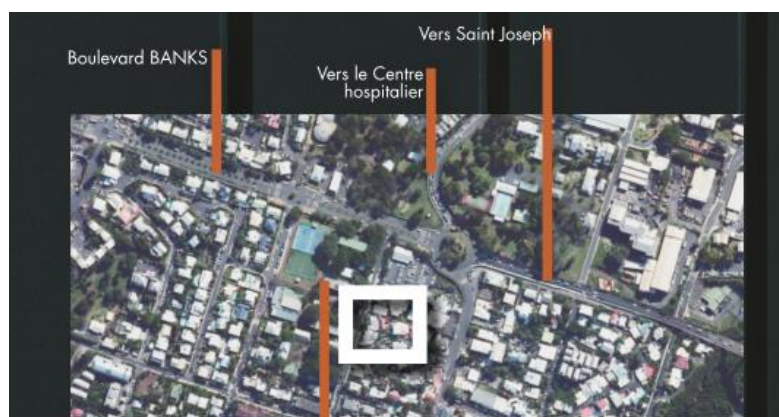 Vers Saint Joseph
Boulevard BANKS
Vers le Centre
hospitalier